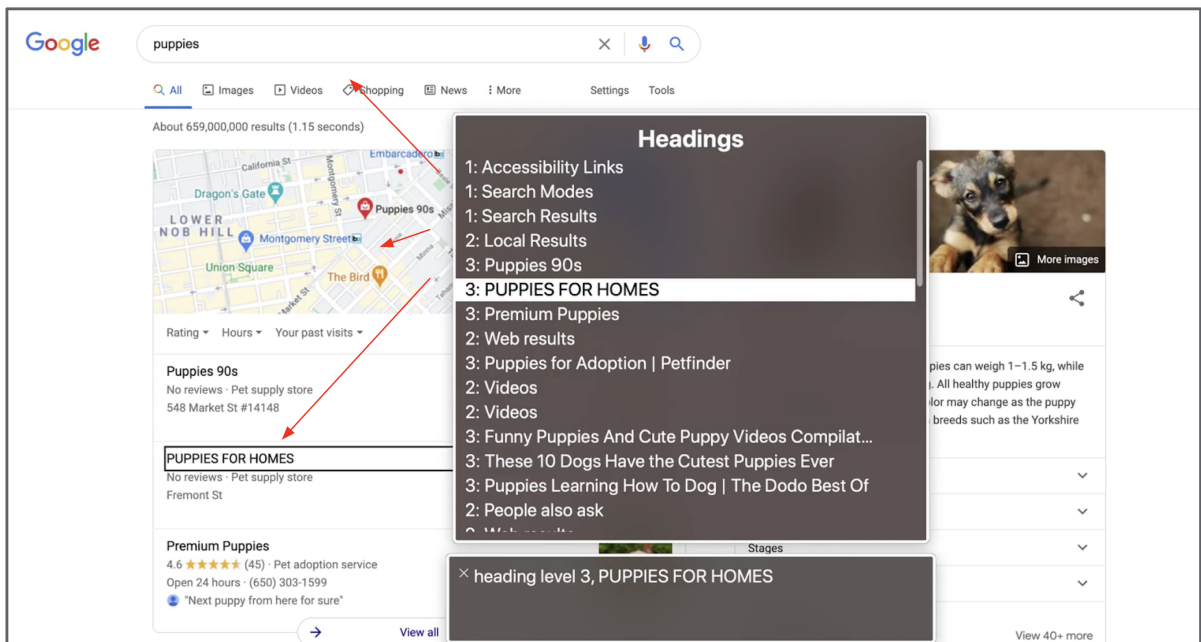 Google
puppies
All Images Videos Shopping News More Settings Tools
About 659,000,000 results (1.15 seconds)
California St
Embarcadero
Montgomery St
Dragon's Gate
LOWER
NOB HILL
Puppies 90s
Montgomery Street
Minna
Union Square
The Bird
Market St
Rating Hours Your past visits
Puppies 90s
No reviews · Pet supply store
548 Market St #14148
PUPPIES FOR HOMES
No reviews · Pet supply store
Fremont St
Premium Puppies
4.6 (45) · Pet adoption service
Open 24 hours · (650) 303-1599
"Next puppy from here for sure"
View all
Headings
1: Accessibility Links
1: Search Modes
1: Search Results
2: Local Results
3: Puppies 90s
3: PUPPIES FOR HOMES
3: Premium Puppies
2: Web results
3: Puppies for Adoption | Petfinder
2: Videos
2: Videos
3: Funny Puppies And Cute Puppy Videos Compilat...
3: These 10 Dogs Have the Cutest Puppies Ever
3: Puppies Learning How To Dog | The Dodo Best Of
2: People also ask
heading level 3, PUPPIES FOR HOMES
More images
pies can weigh 1–1.5 kg, while
. All healthy puppies grow
lor may change as the puppy
breeds such as the Yorkshire
Stages
View 40+ more